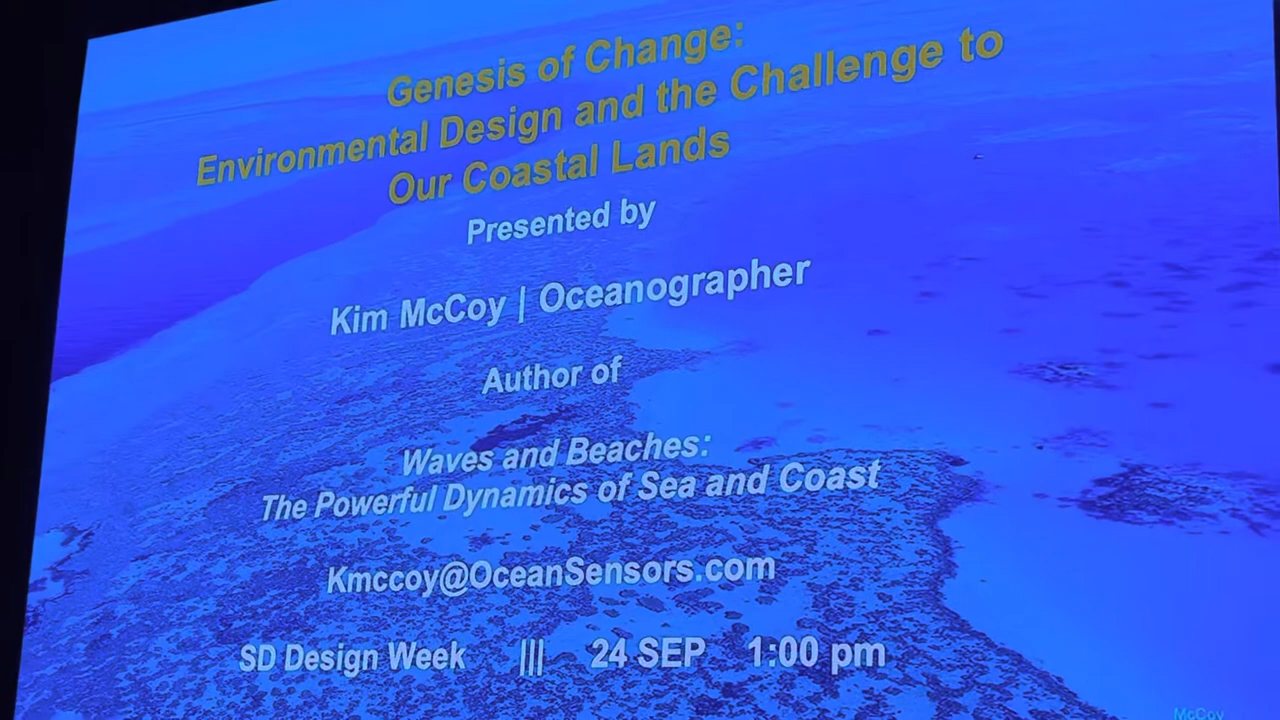 Genesis of Change:
Environmental Design and the Challenge to
Our Coastal Lands
Presented by
Kim McCoy | Oceanographer
Author of
Waves and Beaches:
The Powerful Dynamics of Sea and Coast
Kmccoy@OceanSensors.com
SD Design Week ||| 24 SEP 1:00 pm
McCoy